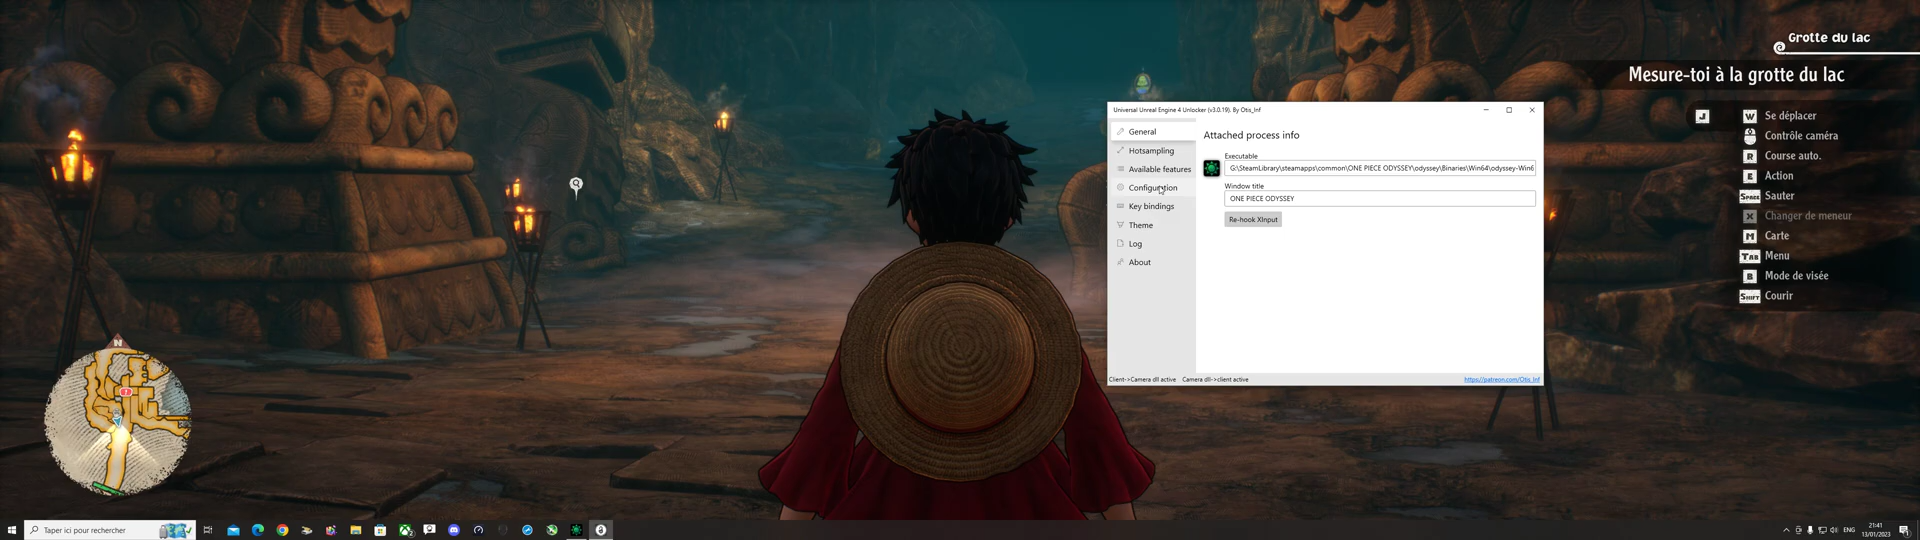 Grotte du lac
Mesure-toi à la grotte du lac
J
W Se déplacer
Contrôle caméra
R Course auto.
E Action
SPACE Sauter
X Changer de meneur
M Carte
TAB Menu
B Mode de visée
SHIFT Courir
Universal Unreal Engine 4 Unlocker (v3.0.19). By Otis_Inf
General
Hotsampling
Available features
Configuration
Key bindings
Theme
Log
About
Attached process info
Executable
G:\SteamLibrary\steamapps\common\ONE PIECE ODYSSEY\odyssey\Binaries\Win64\odyssey-Win6
Window title
ONE PIECE ODYSSEY
Re-hook XInput
Client->Camera dll active Camera dll->client active
https://patreon.com/Otis_Inf
N
Taper ici pour rechercher
ENG
21:41
13/01/2023